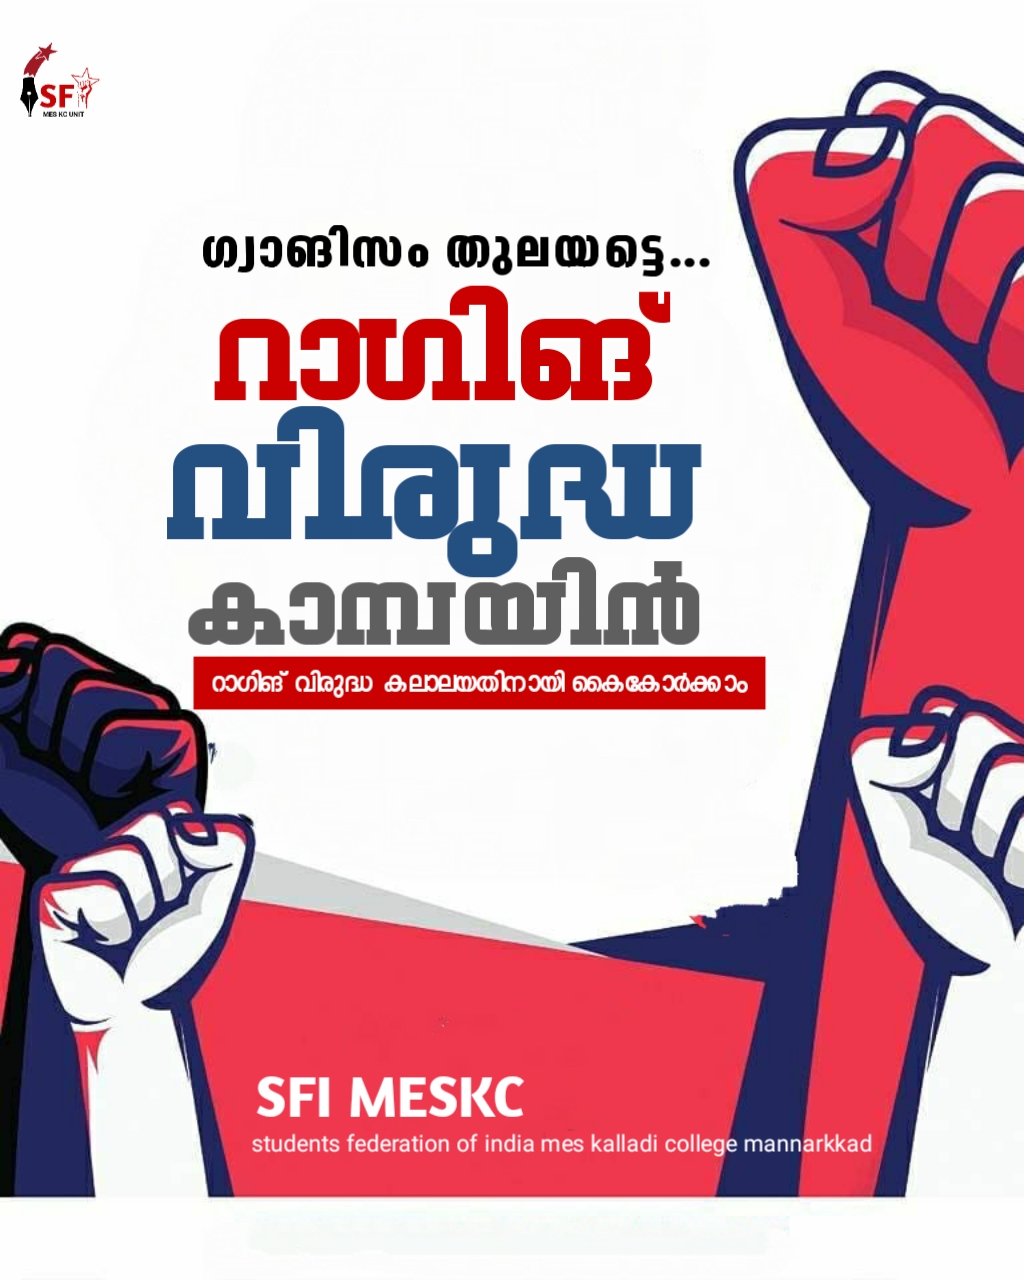 SFI
MES KC UNIT
ഗ്യാങിസം തുലയട്ടെ...
റാഗിങ്
വിരുദ്ധ
കാമ്പയിൻ
റാഗിങ് വിരുദ്ധ കലാലയതിനായി കൈകോർക്കാം
SFI MESKC
students federation of india mes kalladi college mannarkkad